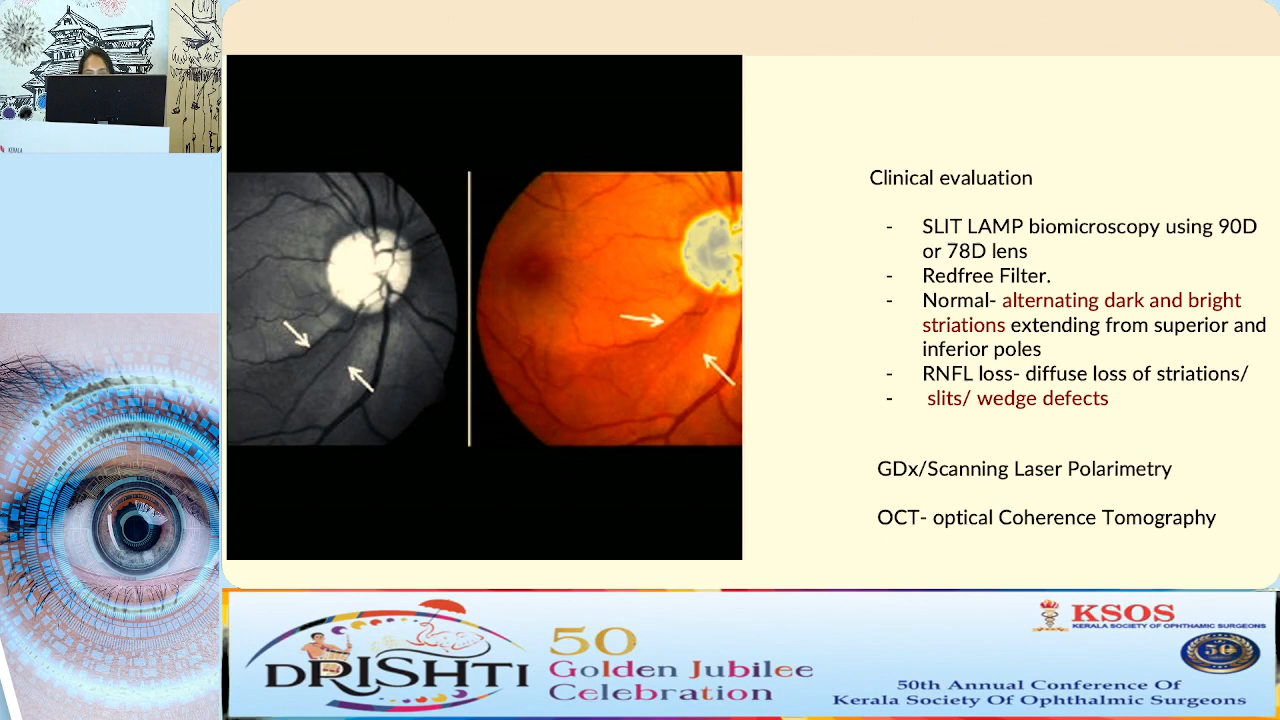 KERALA
Clinical evaluation
- SLIT LAMP biomicroscopy using 90D
or 78D lens
- Redfree Filter.
- Normal- alternating dark and bright
striations extending from superior and
inferior poles
- RNFL loss- diffuse loss of striations/
- slits/ wedge defects
GDx/Scanning Laser Polarimetry
OCT- optical Coherence Tomography
DRISHTI
50
Golden Jubilee
Celebration
KSOS
KERALA SOCIETY OF OPHTHAMIC SURGEONS
50
50th Annual Conference Of
Kerala Society Of Ophthalmic Surgeons